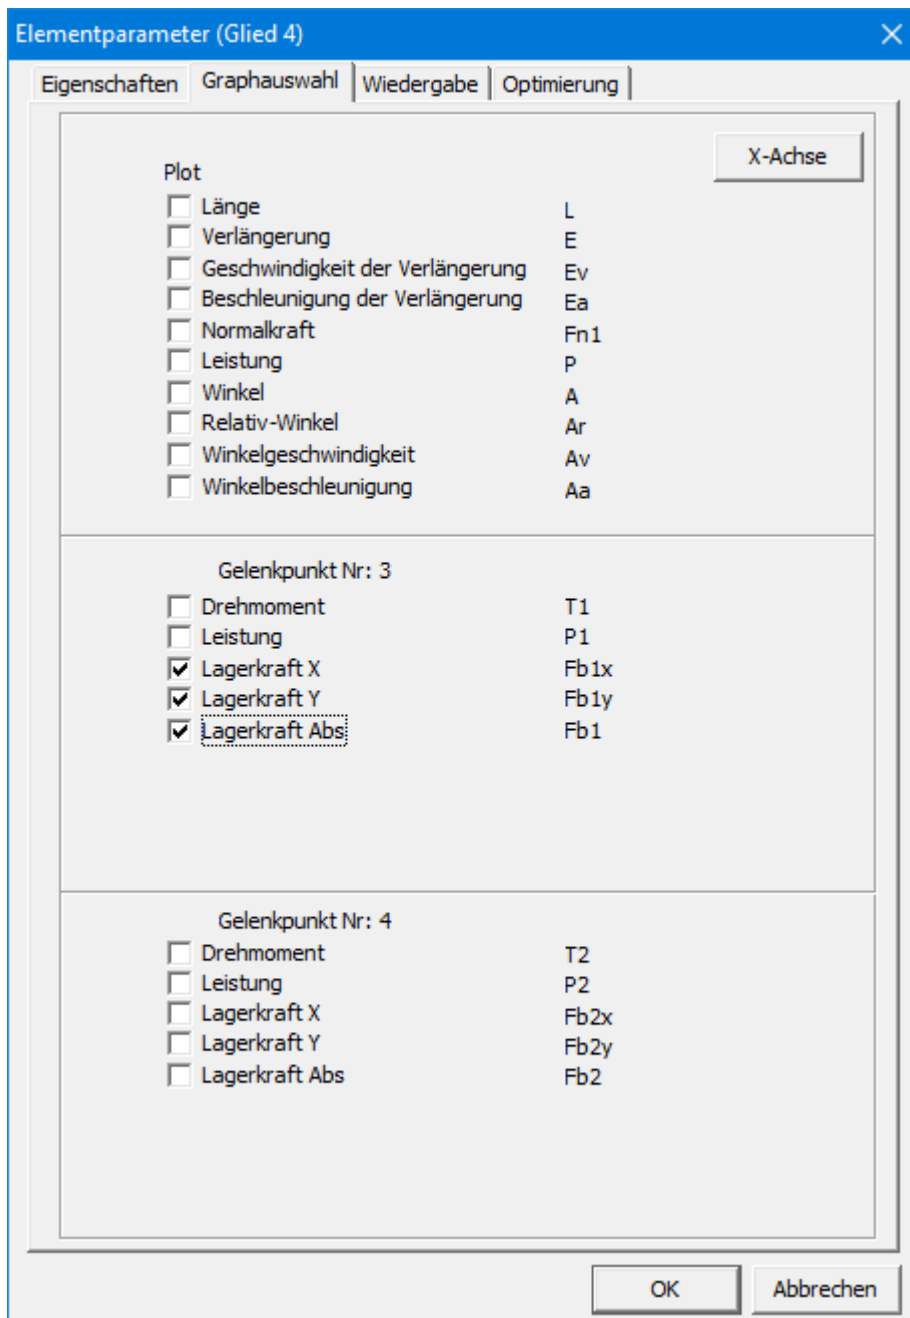 Elementparameter (Glied 4)
Eigenschaften Graphauswahl Wiedergabe Optimierung
X-Achse
Plot
Länge L
Verlängerung E
Geschwindigkeit der Verlängerung Ev
Beschleunigung der Verlängerung Ea
Normalkraft Fn1
Leistung P
Winkel A
Relativ-Winkel Ar
Winkelgeschwindigkeit Av
Winkelbeschleunigung Aa
Gelenkpunkt Nr: 3
Drehmoment T1
Leistung P1
Lagerkraft X Fb1x
Lagerkraft Y Fb1y
Lagerkraft Abs Fb1
Gelenkpunkt Nr: 4
Drehmoment T2
Leistung P2
Lagerkraft X Fb2x
Lagerkraft Y Fb2y
Lagerkraft Abs Fb2
OK Abbrechen